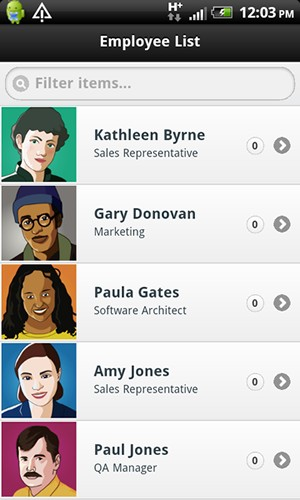 H+
12:03 PM
Employee List
Filter items...
Kathleen Byrne
Sales Representative
0
Gary Donovan
Marketing
0
Paula Gates
Software Architect
0
Amy Jones
Sales Representative
0
Paul Jones
QA Manager
0